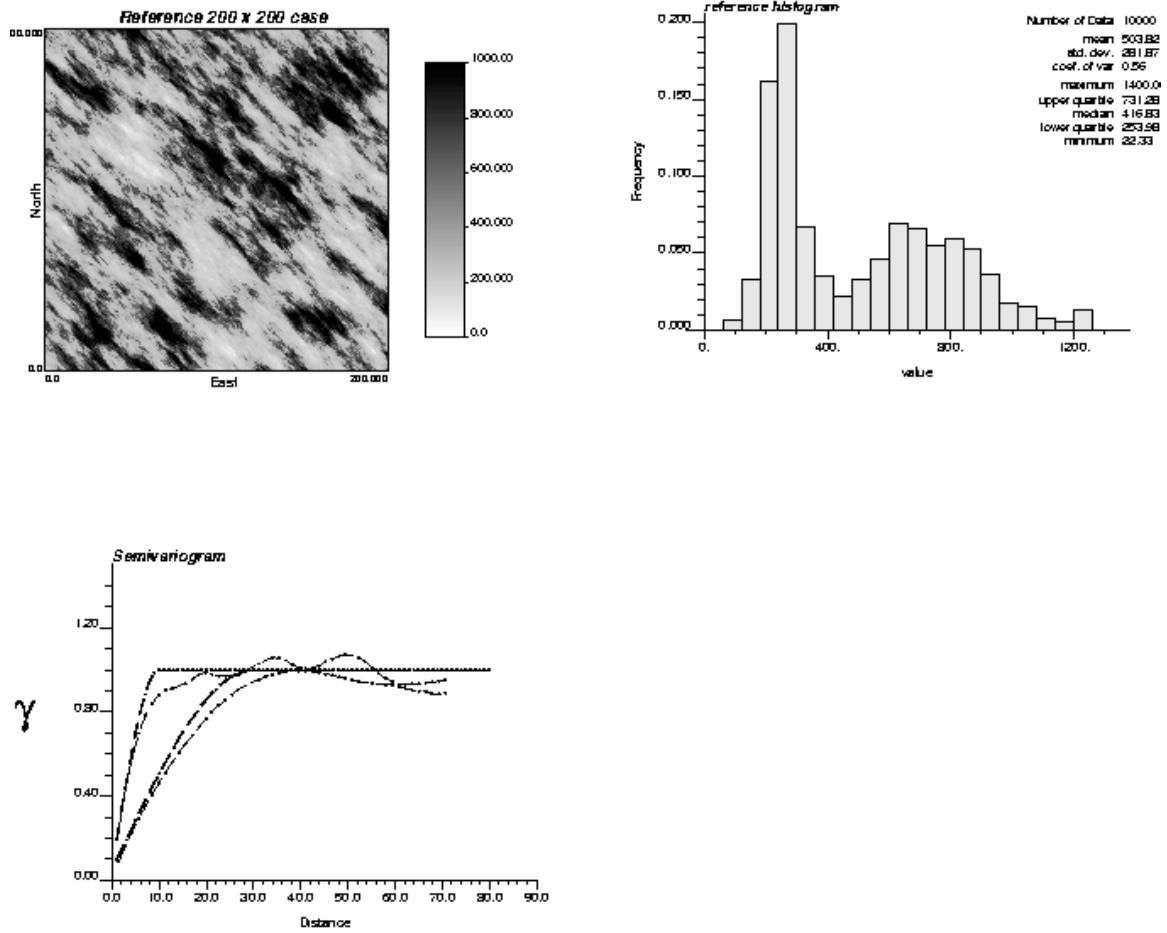 Reference 200 x 200 case
00.000
North
0.0
0.0
East
200.000
1000.00
800.000
600.000
400.000
200.000
0.0
reference histogram
Number of Data 10000
mean 503.82
std. dev. 281.87
coef. of var 0.56
maximum 1400.0
upper quartile 731.28
median 416.83
lower quartile 253.98
minimum 22.33
Frequency
0.200
0.150
0.100
0.050
0.000
0.
400.
800.
1200.
value
Semivariogram
γ
1.20
0.80
0.40
0.00
0.0 10.0 20.0 30.0 40.0 50.0 60.0 70.0 80.0 90.0
Distance